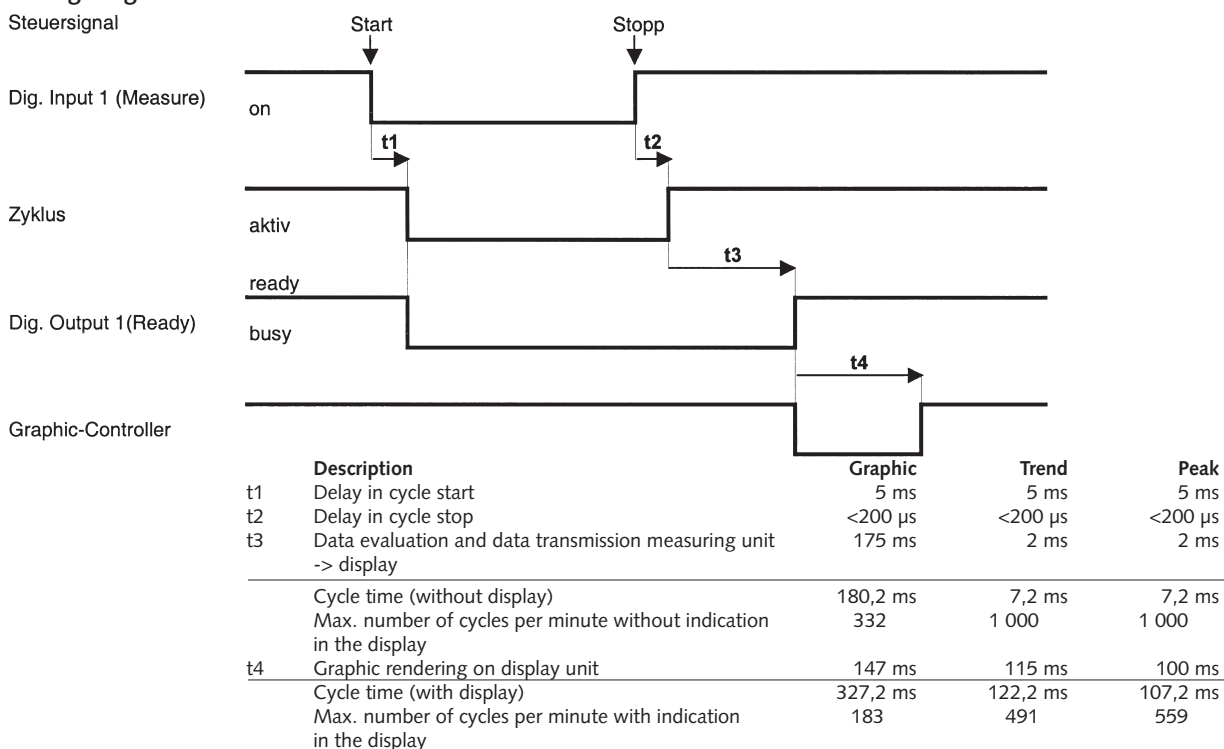 Steuersignal
Start
Stopp
Dig. Input 1 (Measure)
on
t1
t2
Zyklus
aktiv
t3
ready
Dig. Output 1(Ready)
busy
t4
Graphic-Controller
Description Graphic Trend Peak
t1 Delay in cycle start 5 ms 5 ms 5 ms
t2 Delay in cycle stop <200 µs <200 µs <200 µs
t3 Data evaluation and data transmission measuring unit 175 ms 2 ms 2 ms
-> display
Cycle time (without display) 180,2 ms 7,2 ms 7,2 ms
Max. number of cycles per minute without indication 332 1 000 1 000
in the display
t4 Graphic rendering on display unit 147 ms 115 ms 100 ms
Cycle time (with display) 327,2 ms 122,2 ms 107,2 ms
Max. number of cycles per minute with indication 183 491 559
in the display